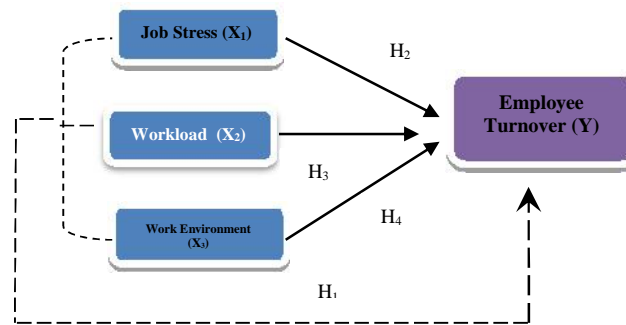 Job Stress (X₁)
H₂
Employee
Turnover (Y)
Workload (X₂)
H₃
Work Environment
(X₃)
H₄
H₁